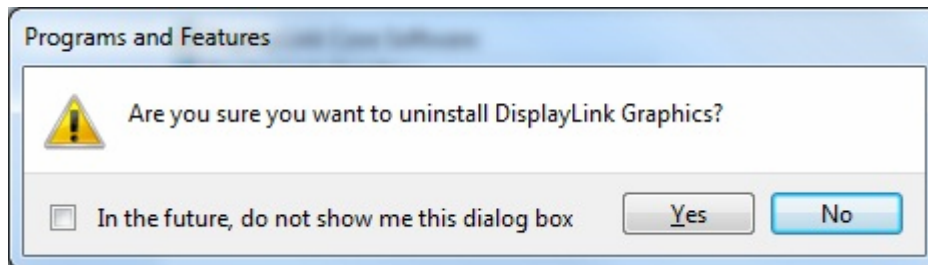 Programs and Features
Are you sure you want to uninstall DisplayLink Graphics?
In the future, do not show me this dialog box
Yes
No